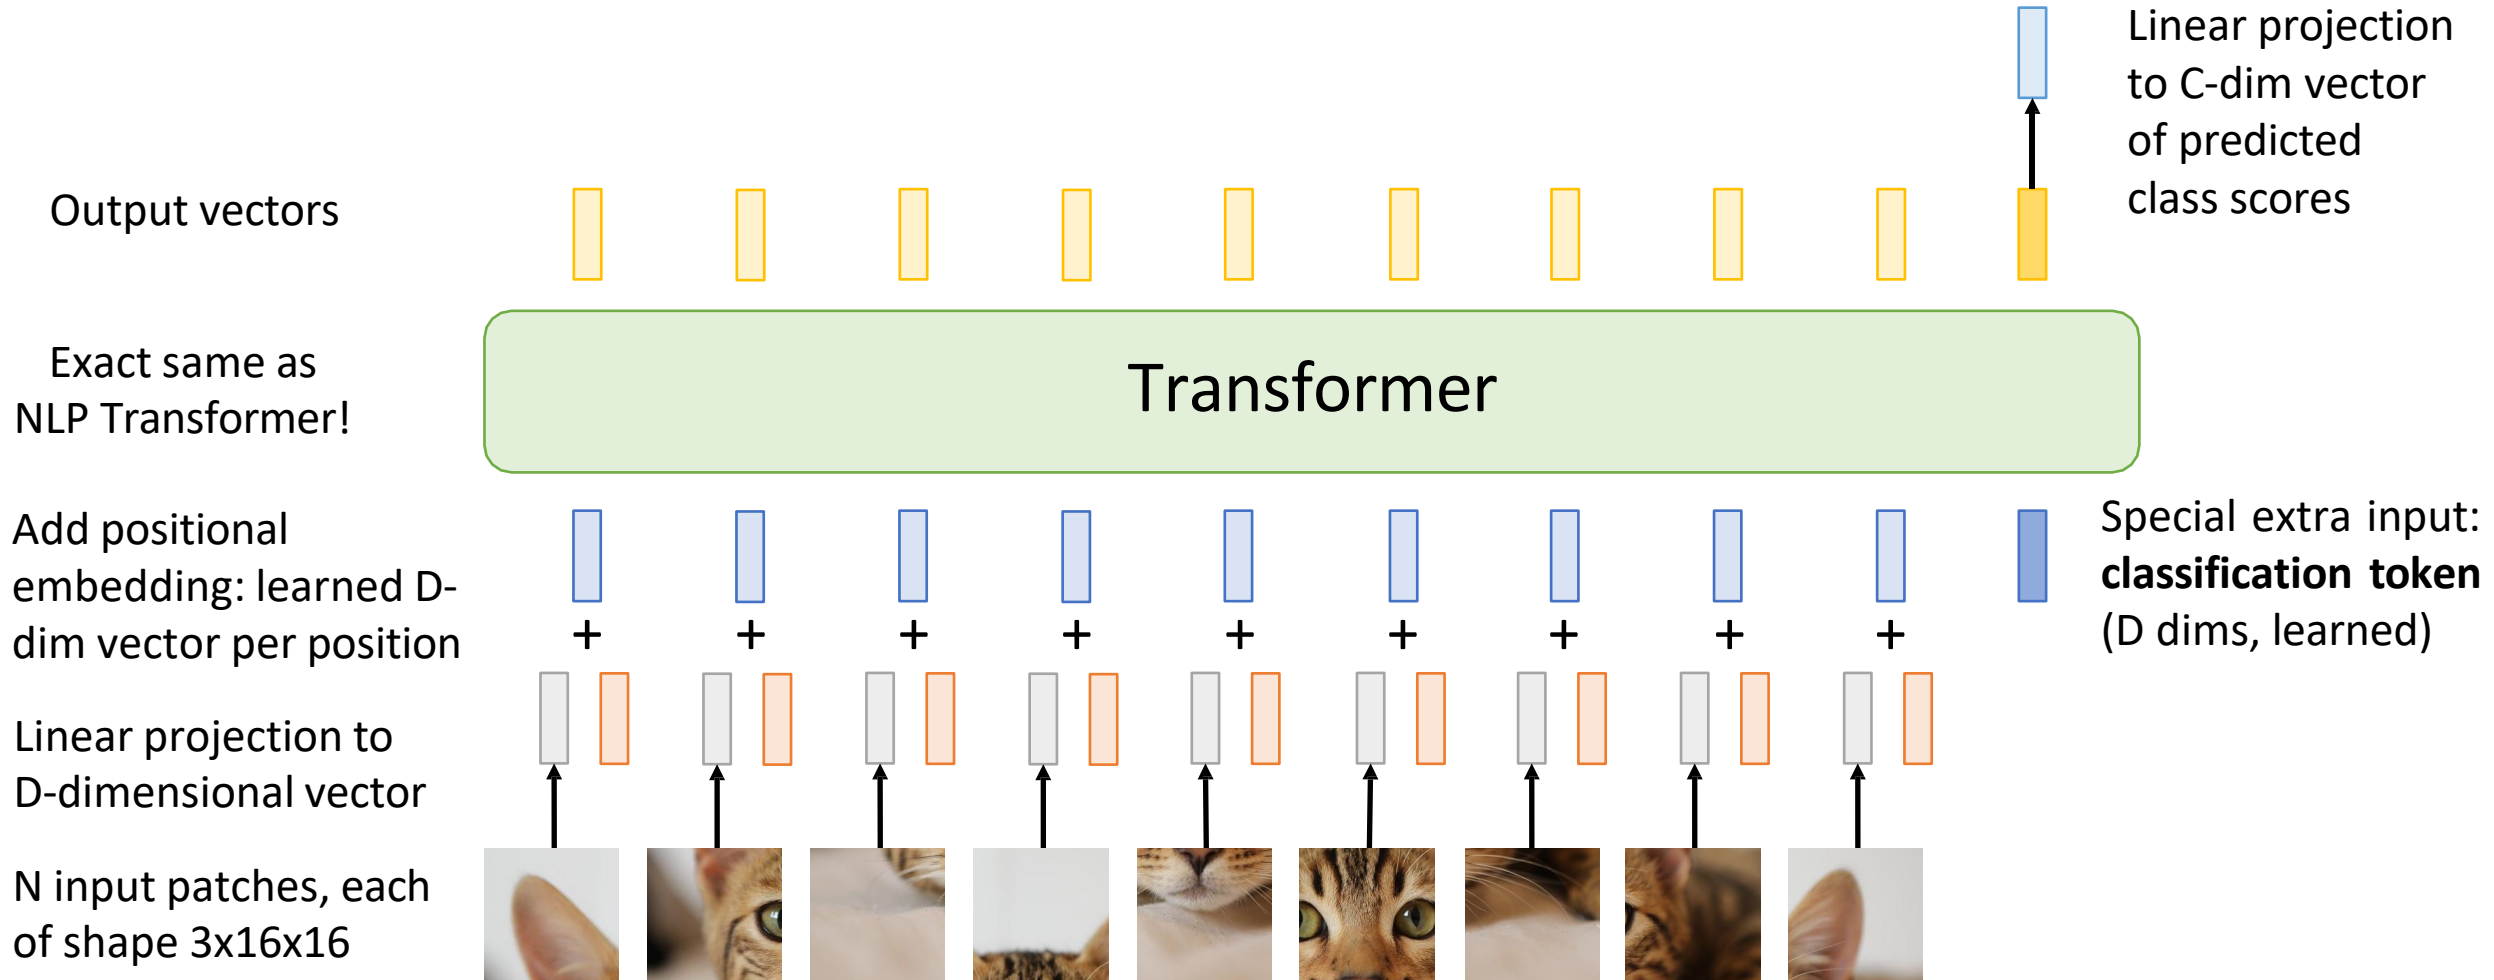 Linear projection
to C-dim vector
of predicted
class scores
Output vectors
Exact same as
NLP Transformer!
Transformer
Add positional
embedding: learned D-
dim vector per position
Special extra input:
classification token
(D dims, learned)
+ + + + + + + + +
Linear projection to
D-dimensional vector
N input patches, each
of shape 3x16x16